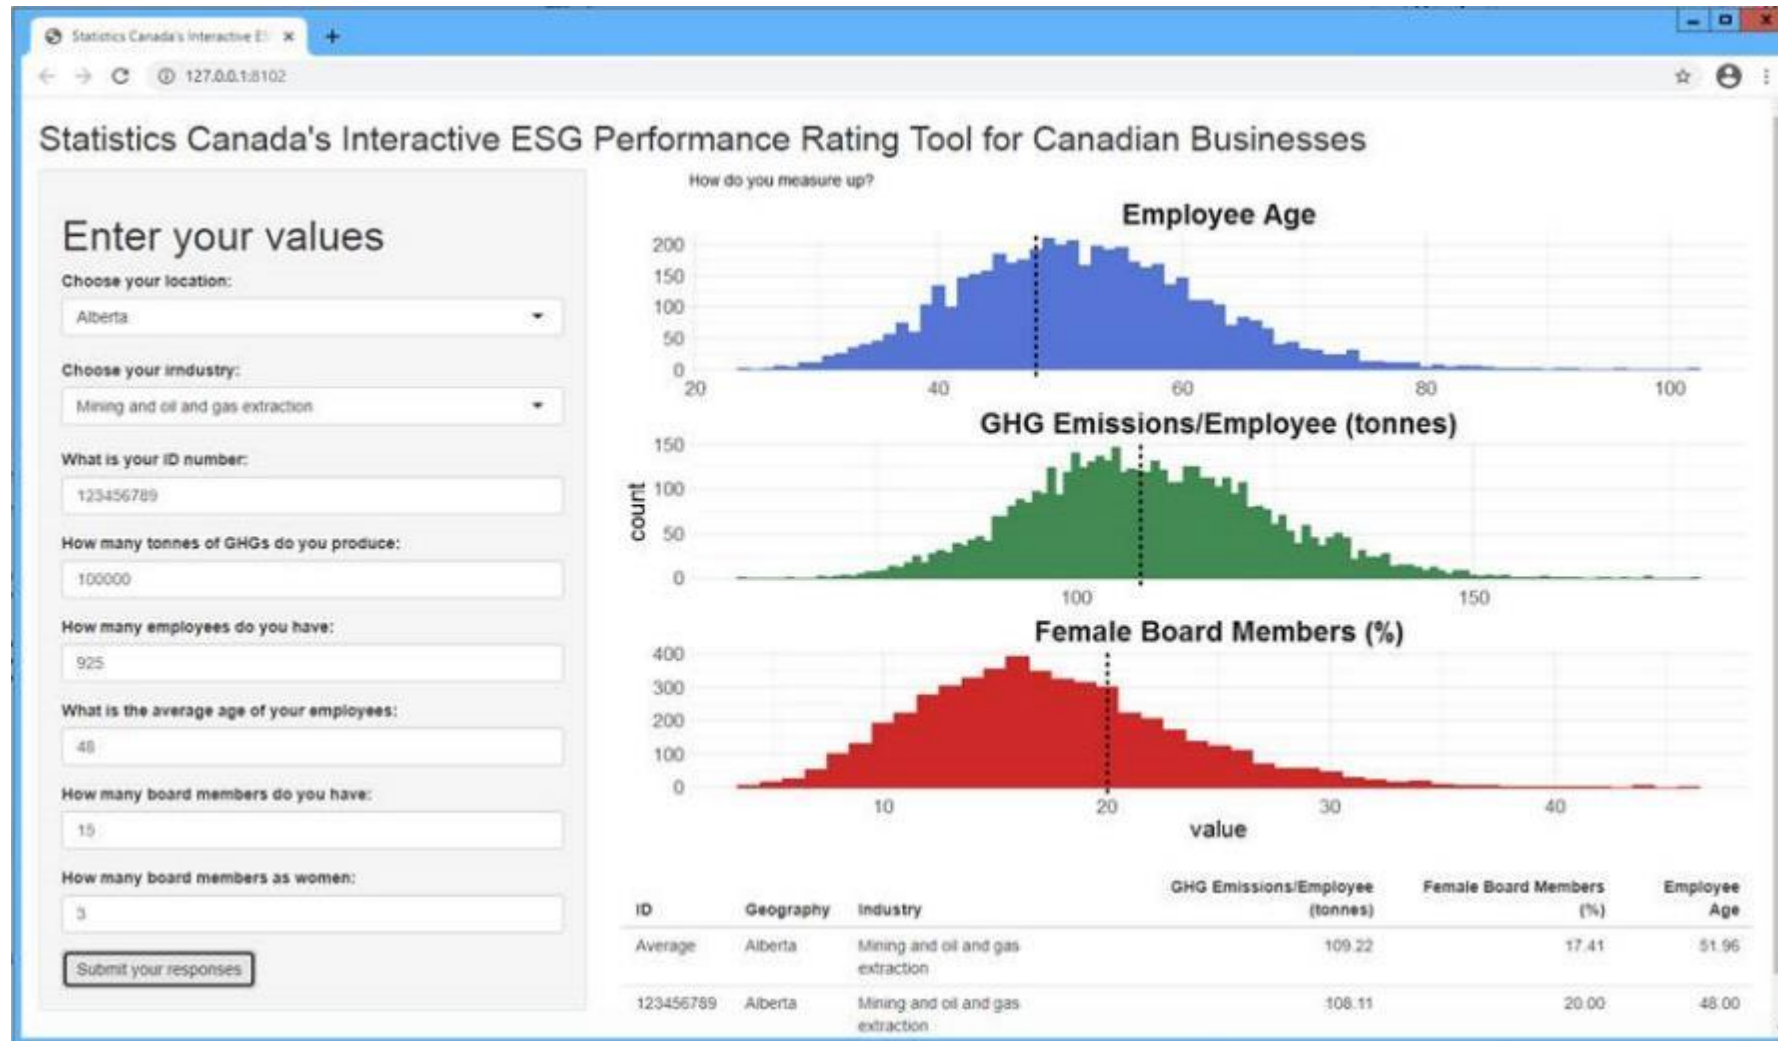 Statistics Canada's Interactive ES
127.0.0.1:8102
Statistics Canada's Interactive ESG Performance Rating Tool for Canadian Businesses
Enter your values
Choose your location:
Alberta
Choose your irndustry:
Mining and oil and gas extraction
What is your ID number:
123456789
How many tonnes of GHGs do you produce:
100000
How many employees do you have:
925
What is the average age of your employees:
48
How many board members do you have:
15
How many board members as women:
3
Submit your responses
How do you measure up?
Employee Age
200
150
100
50
0
20 40 60 80 100
GHG Emissions/Employee (tonnes)
150
100
50
0
count
100 150
Female Board Members (%)
400
300
200
100
0
10 20 30 40
value
GHG Emissions/Employee Female Board Members Employee
ID Geography Industry (tonnes) (%) Age
Average Alberta Mining and oil and gas 109.22 17.41 51.96
extraction
123456789 Alberta Mining and oil and gas 108.11 20.00 48.00
extraction